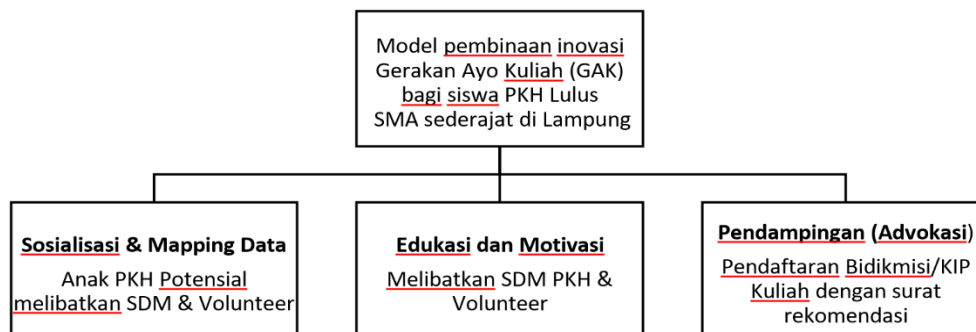 Model pembinaan inovasi
Gerakan Ayo Kuliah (GAK)
bagi siswa PKH Lulus
SMA sederajat di Lampung
Sosialisasi & Mapping Data
Anak PKH Potensial
melibatkan SDM & Volunteer
Edukasi dan Motivasi
Melibatkan SDM PKH &
Volunteer
Pendampingan (Advokasi)
Pendaftaran Bidikmisi/KIP
Kuliah dengan surat
rekomendasi